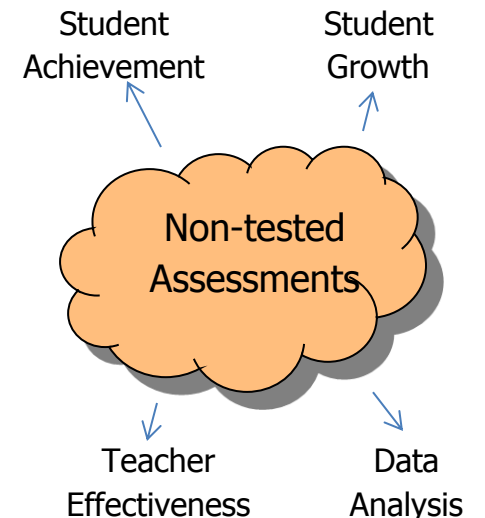 Student
Achievement
Student
Growth
Non-tested
Assessments
Teacher
Effectiveness
Data
Analysis